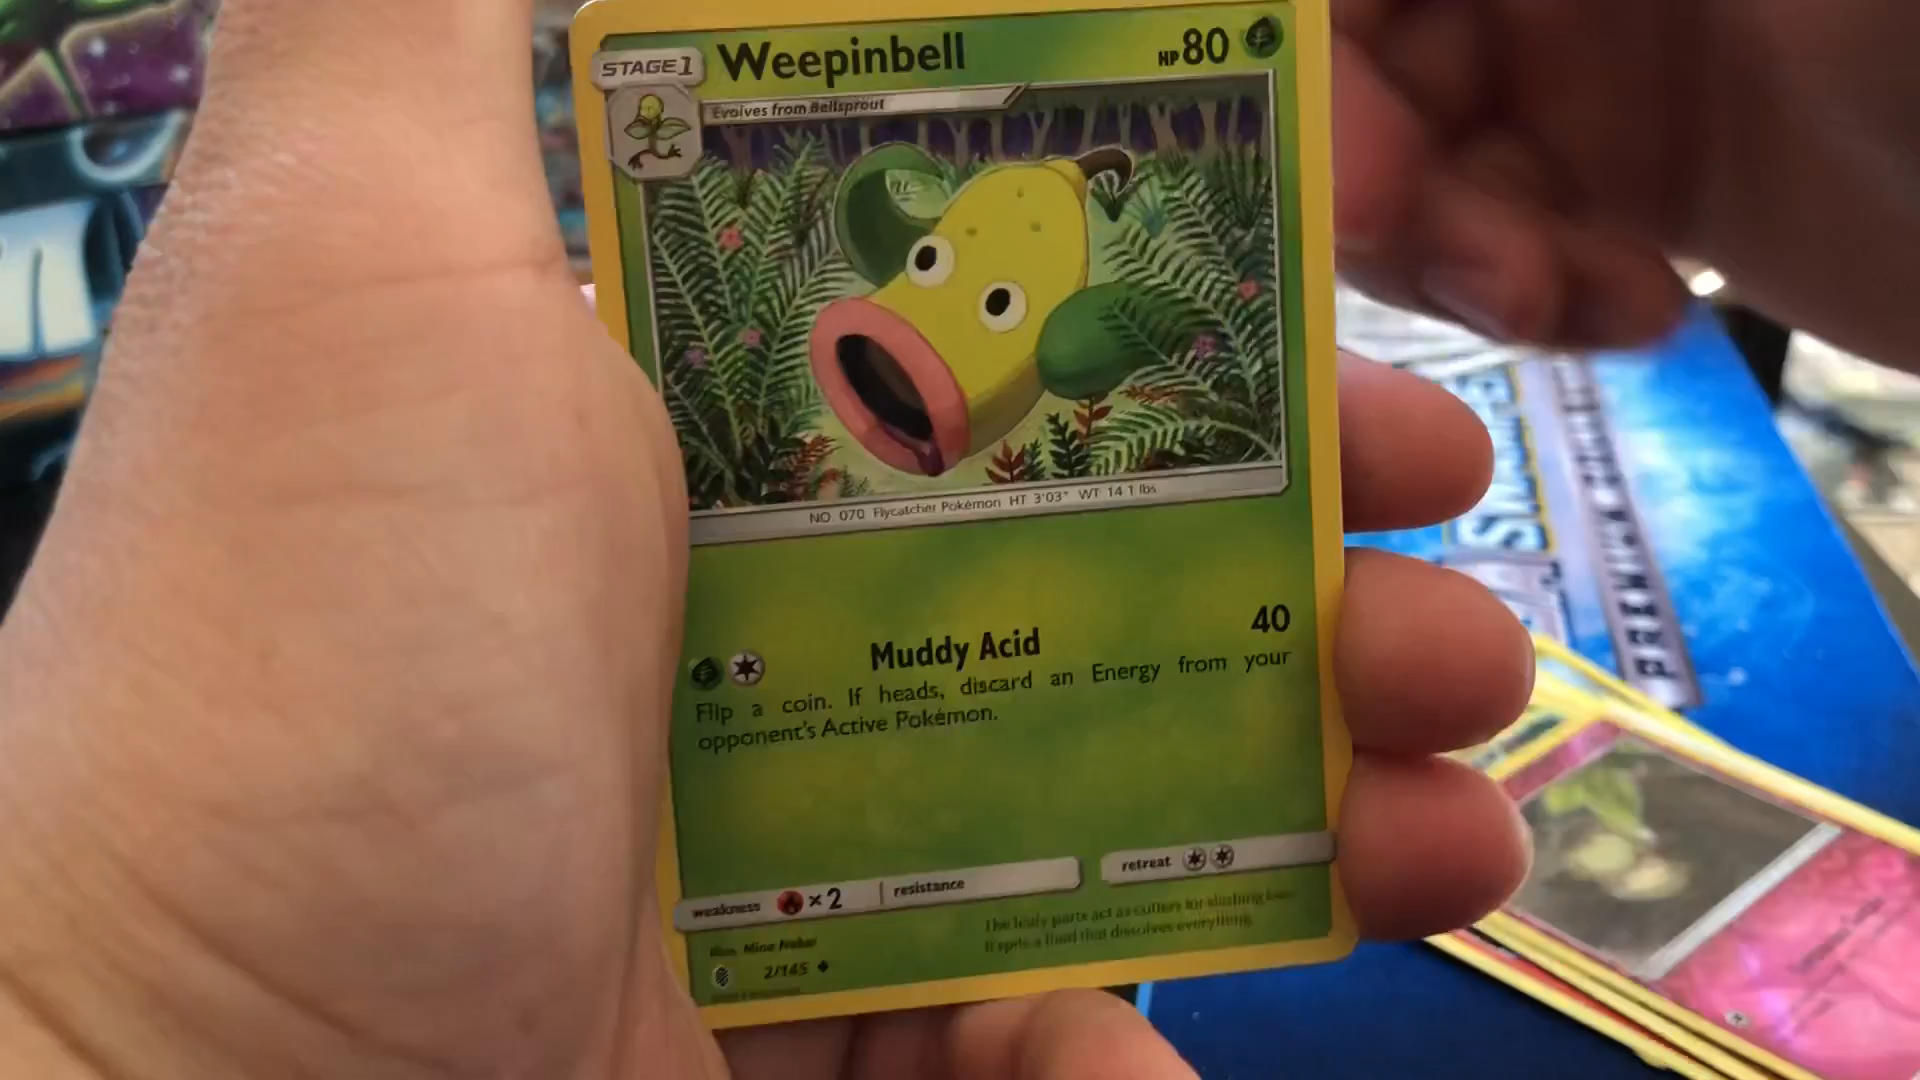 STAGE 1
Weepinbell
HP 80
Evolves from Bellsprout
NO. 070 Flycatcher Pokémon HT 3'03" WT 14.1 lbs
Muddy Acid
40
Flip a coin. If heads, discard an Energy from your
opponent's Active Pokémon.
weakness ×2
resistance
retreat
The leafy parts act as cutters for slashing foes.
It spits a fluid that dissolves everything.
Illus.
2/145